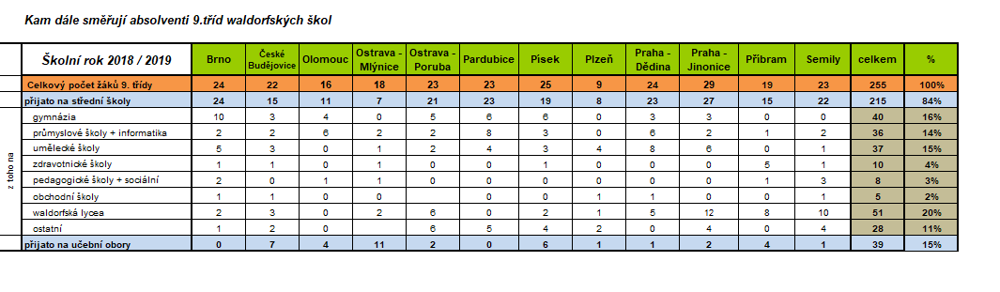 Kam dále směřují absolventi 9.tříd waldorfských škol
Školní rok 2018 / 2019 Brno České Budějovice Olomouc Ostrava - Mlýnice Ostrava - Poruba Pardubice Písek Plzeň Praha - Dědina Praha - Jinonice Příbram Semily celkem %
Celkový počet žáků 9. třídy 24 22 16 18 23 23 25 9 24 29 19 23 255 100%
přijato na střední školy 24 15 11 7 21 23 19 8 23 27 15 22 215 84%
z toho na
gymnázia 10 3 4 0 5 6 6 0 3 3 0 0 40 16%
průmyslové školy + informatika 2 2 6 2 2 8 3 0 6 2 1 2 36 14%
umělecké školy 5 3 0 1 2 4 3 4 8 6 0 1 37 15%
zdravotnické školy 1 1 0 1 0 0 1 0 0 0 5 1 10 4%
pedagogické školy + sociální 2 0 1 1 0 0 0 0 0 0 1 3 8 3%
obchodní školy 1 1 0 0 0 0 1 1 0 0 1 5 2%
waldorfská lycea 2 3 0 2 6 0 2 1 5 12 8 10 51 20%
ostatní 1 2 0 6 5 4 2 0 4 0 4 28 11%
přijato na učební obory 0 7 4 11 2 0 6 1 1 2 4 1 39 15%